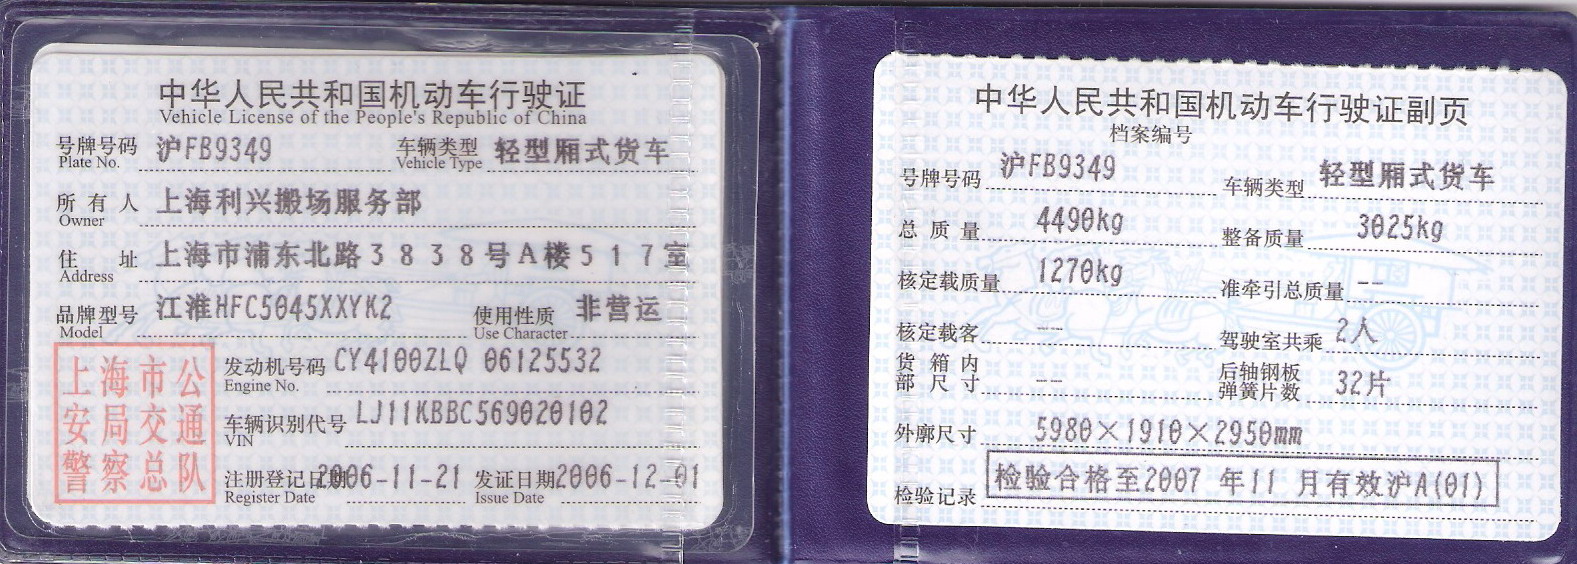 中华人民共和国机动车行驶证
Vehicle License of the People's Republic of China
号牌号码 沪FB9349 车辆类型 轻型厢式货车
Plate No. Vehicle Type
所有人 上海利兴搬场服务部
Owner
住址 上海市浦东北路3838号A楼517室
Address
品牌型号 江淮HFC5045XXYK2 使用性质 非营运
Model Use Character
上海市公
安局交通
警察总队
发动机号码 CY4100ZLQ 06125532
Engine No.
车辆识别代号 LJ11KBBC569020102
VIN
注册登记日期 2006-11-21 发证日期 2006-12-01
Register Date Issue Date
中华人民共和国机动车行驶证副页
档案编号
号牌号码 沪FB9349 车辆类型 轻型厢式货车
总质量 4490kg 整备质量 3025kg
核定载质量 1270kg 准牵引总质量 --
核定载客 -- 驾驶室共乘 2人
货箱内部尺寸 -- 后轴钢板弹簧片数 32片
外廓尺寸 5980×1910×2950mm
检验记录 检验合格至2007 年11 月有效沪A(01)